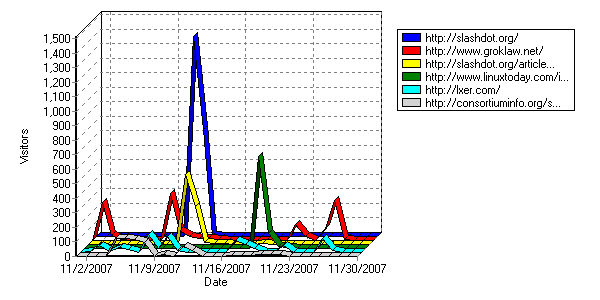 1,500
1,400
1,300
1,200
1,100
1,000
900
800
700
600
500
400
300
200
100
0
Visitors
11/2/2007 11/9/2007 11/16/2007 11/23/2007 11/30/2007
Date
http://slashdot.org/
http://www.groklaw.net/
http://slashdot.org/article...
http://www.linuxtoday.com/i...
http://lxer.com/
http://consortiuminfo.org/s...